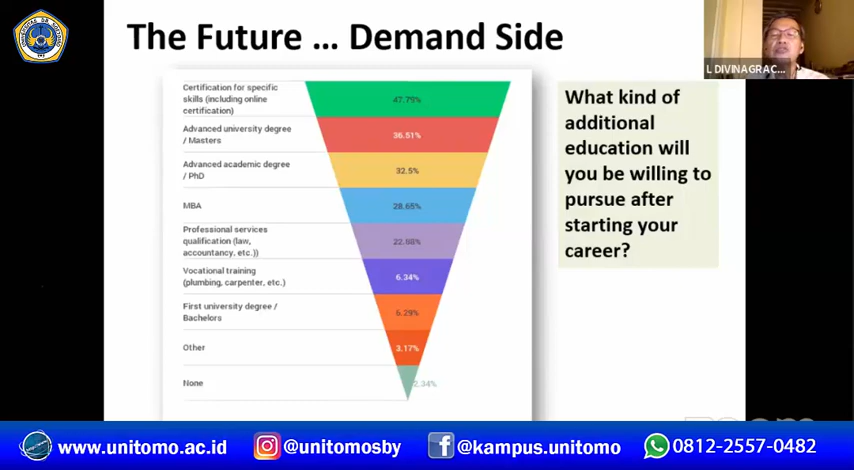 The Future ... Demand Side
L DIVINAGRAC...
Certification for specific
skills (including online
certification)
47.79%
Advanced university degree
/ Masters
36.51%
Advanced academic degree
/ PhD
32.5%
MBA
28.65%
Professional services
qualification (law,
accountancy, etc.))
22.68%
Vocational training
(plumbing, carpenter, etc.)
6.34%
First university degree /
Bachelors
6.29%
Other
3.17%
None
2.34%
What kind of
additional
education will
you be willing to
pursue after
starting your
career?
zoom
www.unitomo.ac.id
@unitomosby
@kampus.unitomo
0812-2557-0482